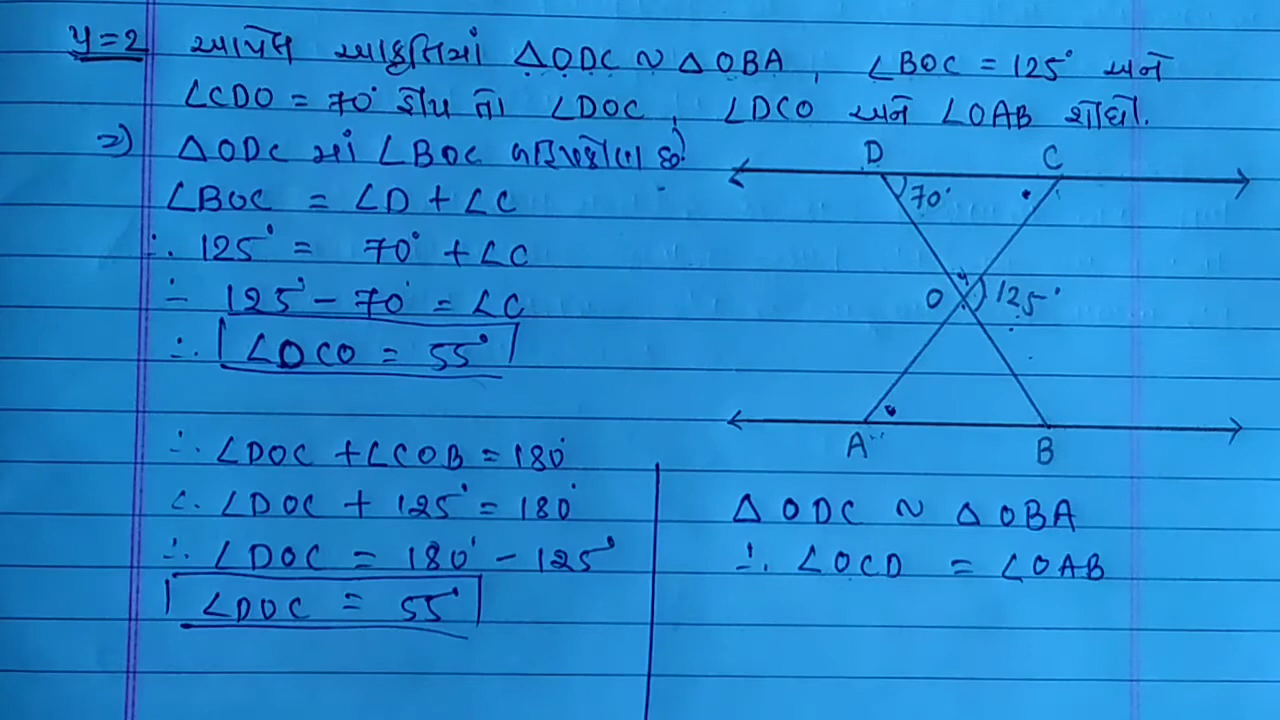 પ્ર=2 આપેલ આકૃતિમાં △ODC ~ △OBA, ∠BOC = 125° અને
∠CDO = 70° હોય તો ∠DOC, ∠DCO અને ∠OAB શોધો.
⇒) △ODC માં ∠BOC બહિષ્કોણ છે
∠BOC = ∠D + ∠C
∴ 125° = 70° + ∠C
∴ 125° - 70° = ∠C
∴ ∠DCO = 55°
∴ ∠DOC + ∠COB = 180°
∴ ∠DOC + 125° = 180°
∴ ∠DOC = 180° - 125°
∠DOC = 55°
D C
70°
O 125°
A B
△ODC ~ △OBA
∴ ∠OCD = ∠OAB